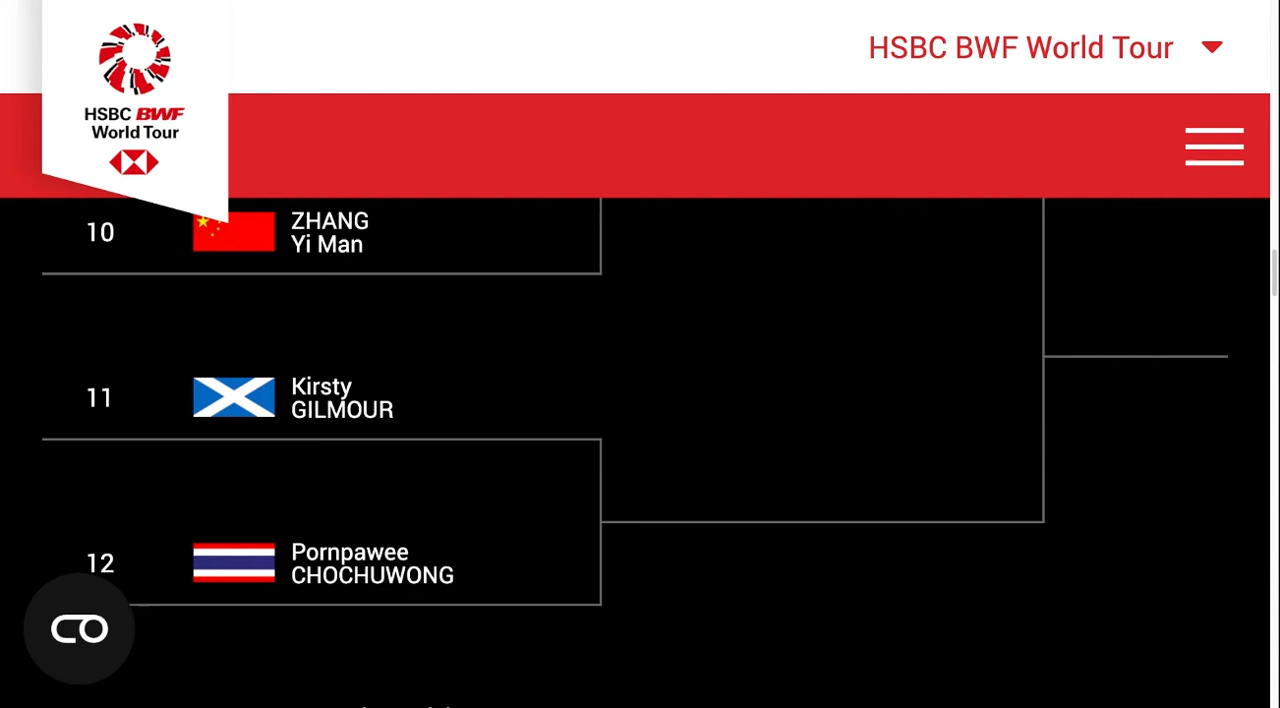 HSBC BWF World Tour
HSBC BWF
World Tour
10
ZHANG
Yi Man
11
Kirsty
GILMOUR
12
Pornpawee
CHOCHUWONG